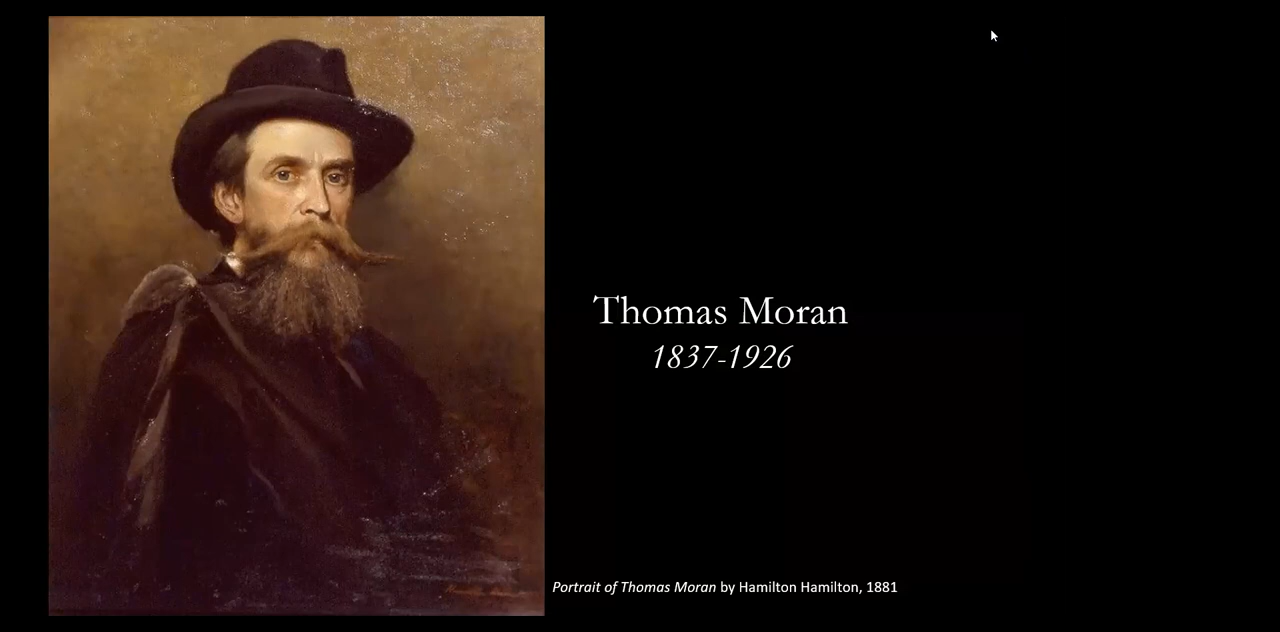 Thomas Moran
1837-1926
Portrait of Thomas Moran by Hamilton Hamilton, 1881